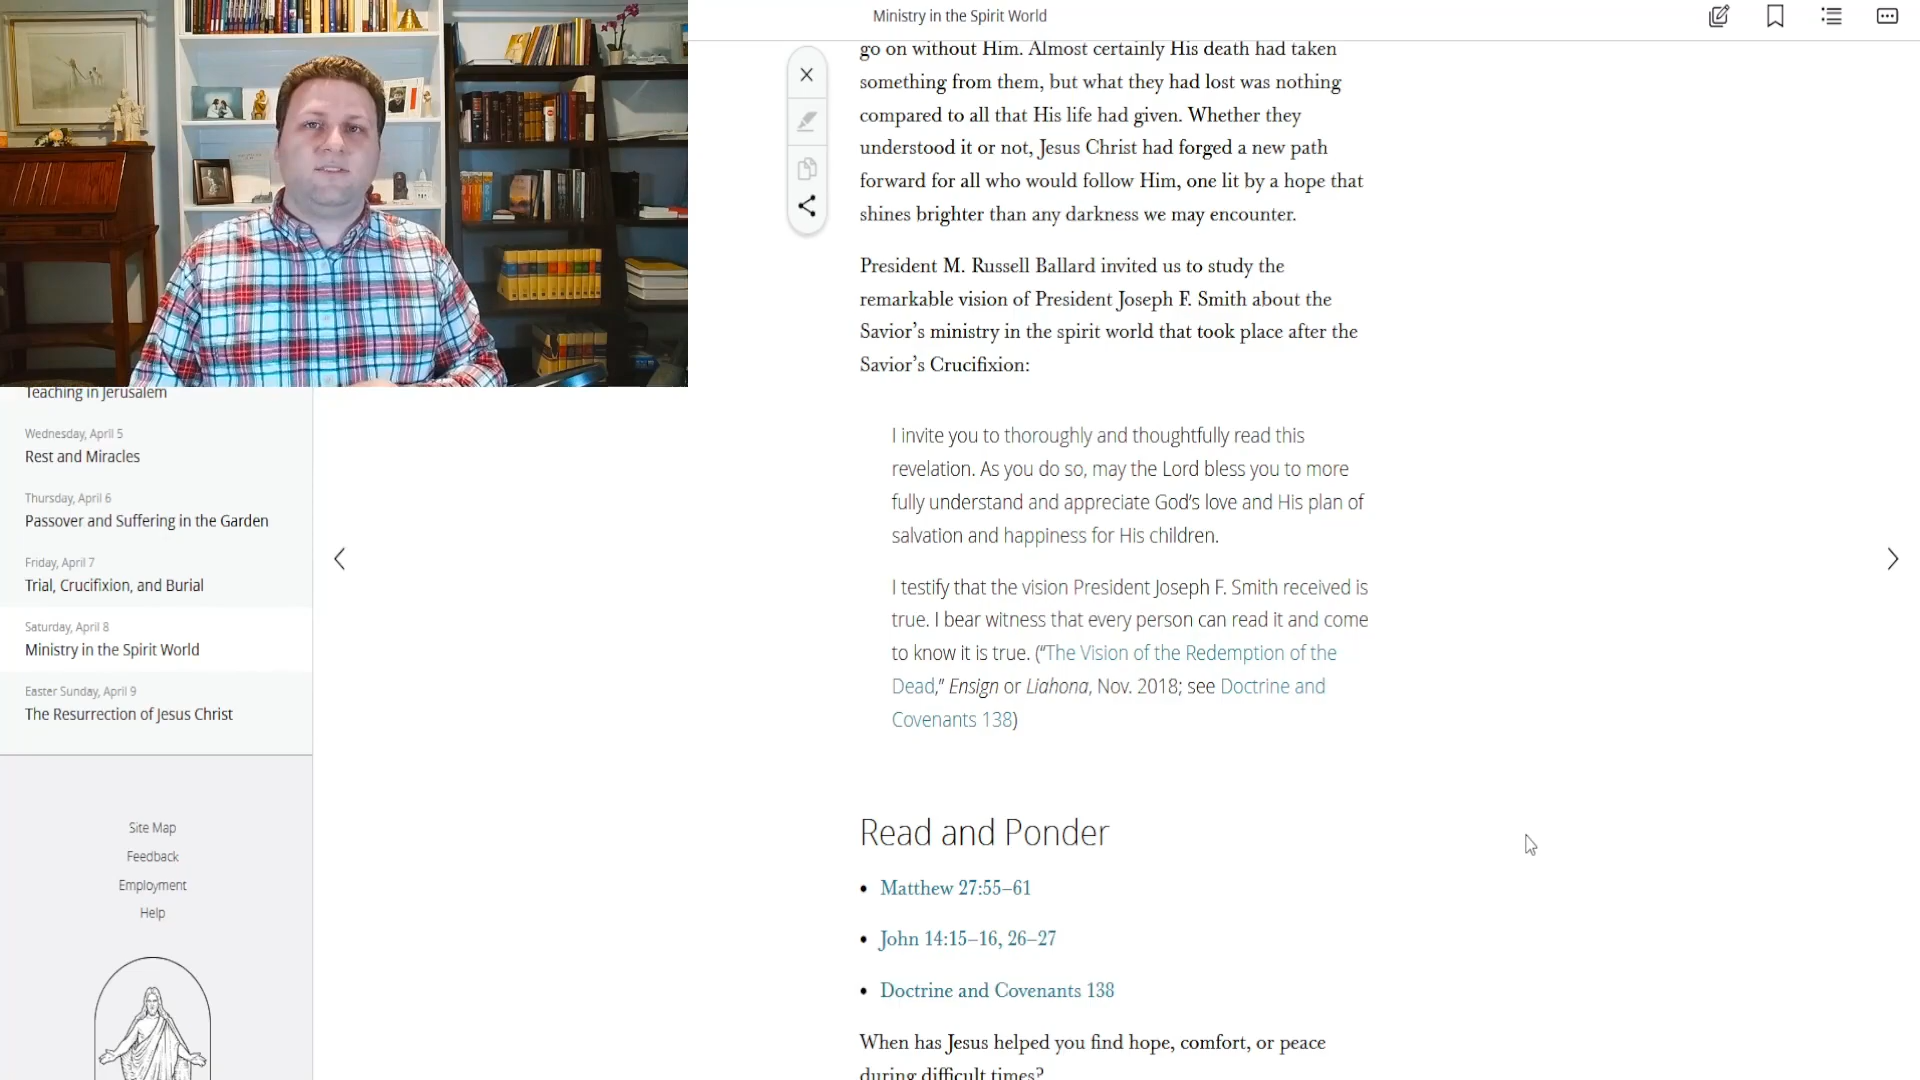 Ministry in the Spirit World
go on without Him. Almost certainly His death had taken
something from them, but what they had lost was nothing
compared to all that His life had given. Whether they
understood it or not, Jesus Christ had forged a new path
forward for all who would follow Him, one lit by a hope that
shines brighter than any darkness we may encounter.
President M. Russell Ballard invited us to study the
remarkable vision of President Joseph F. Smith about the
Savior’s ministry in the spirit world that took place after the
Savior’s Crucifixion:
I invite you to thoroughly and thoughtfully read this
revelation. As you do so, may the Lord bless you to more
fully understand and appreciate God’s love and His plan of
salvation and happiness for His children.
I testify that the vision President Joseph F. Smith received is
true. I bear witness that every person can read it and come
to know it is true. (“The Vision of the Redemption of the
Dead,” Ensign or Liahona, Nov. 2018; see Doctrine and
Covenants 138)
Read and Ponder
• Matthew 27:55–61
• John 14:15–16, 26–27
• Doctrine and Covenants 138
When has Jesus helped you find hope, comfort, or peace
during difficult times?
Teaching in Jerusalem
Wednesday, April 5
Rest and Miracles
Thursday, April 6
Passover and Suffering in the Garden
Friday, April 7
Trial, Crucifixion, and Burial
Saturday, April 8
Ministry in the Spirit World
Easter Sunday, April 9
The Resurrection of Jesus Christ
Site Map
Feedback
Employment
Help